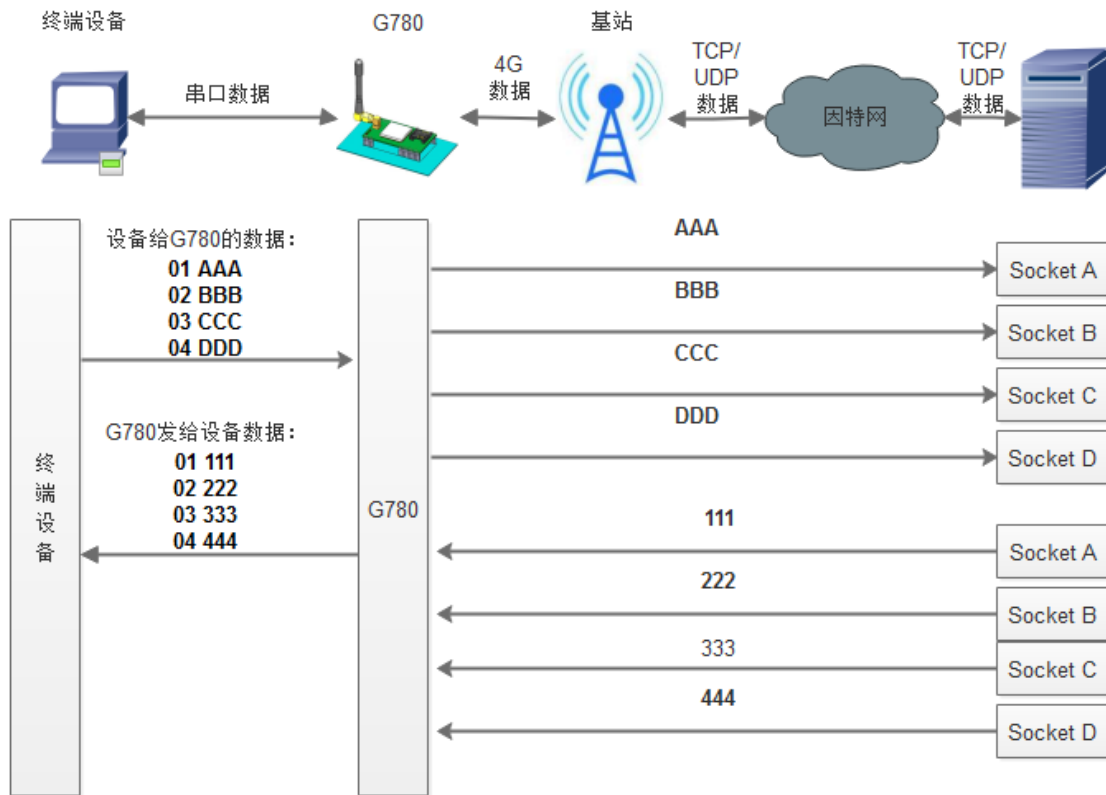 终端设备
G780
基站
串口数据
4G
数据
TCP/
UDP
数据
因特网
TCP/
UDP
数据
设备给G780的数据：
01 AAA
02 BBB
03 CCC
04 DDD
G780发给设备数据：
01 111
02 222
03 333
04 444
终
端
设
备
G780
AAA
Socket A
BBB
Socket B
CCC
Socket C
DDD
Socket D
111
Socket A
222
Socket B
333
Socket C
444
Socket D